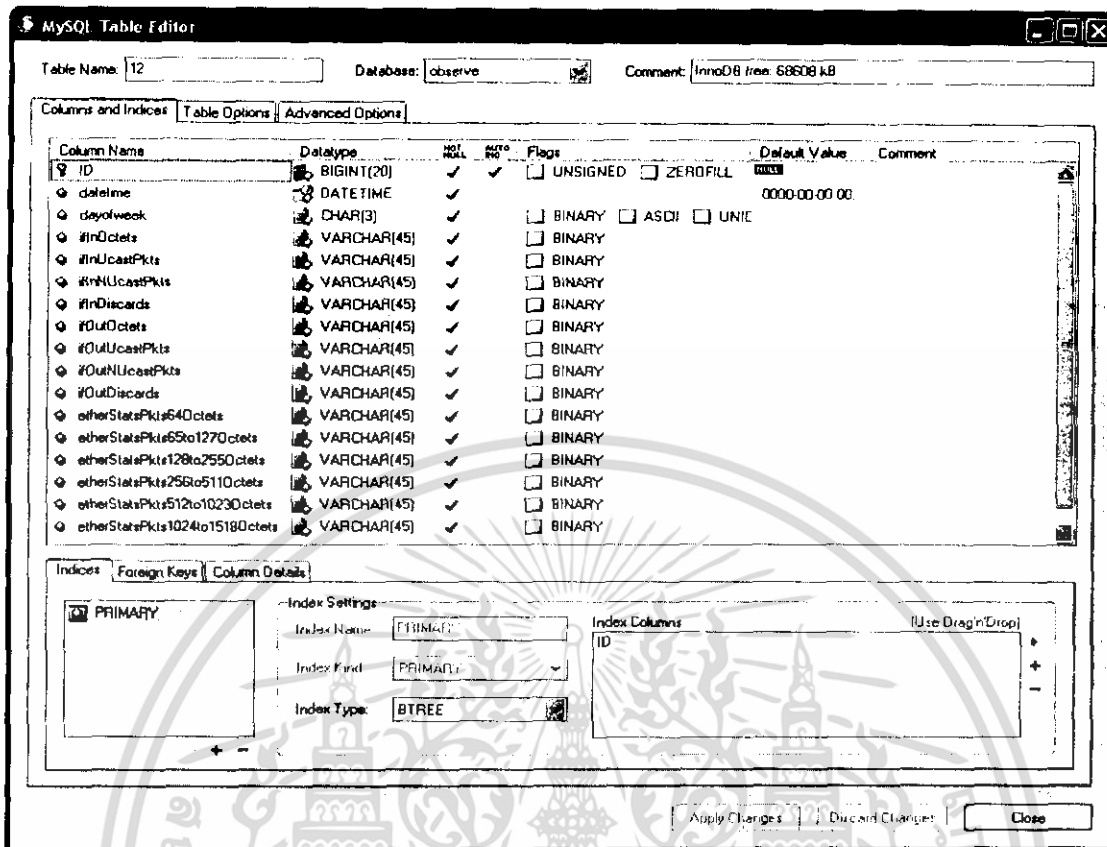 MySQL Table Editor
Table Name: 12 Database: observe Comment: InnoDB free: 68608 kB
Columns and Indices Table Options Advanced Options
Column Name Datatype NOT NULL AUTO INC Flags Default Value Comment
ID BIGINT(20) UNSIGNED ZEROFILL NULL
datetime DATETIME 0000-00-00 00:
dayofweek CHAR(3) BINARY ASCII UNIC
ifInOctets VARCHAR(45) BINARY
ifInUcastPkts VARCHAR(45) BINARY
ifInNUcastPkts VARCHAR(45) BINARY
ifInDiscards VARCHAR(45) BINARY
ifOutOctets VARCHAR(45) BINARY
ifOutUcastPkts VARCHAR(45) BINARY
ifOutNUcastPkts VARCHAR(45) BINARY
ifOutDiscards VARCHAR(45) BINARY
etherStatsPkts64Octets VARCHAR(45) BINARY
etherStatsPkts65to127Octets VARCHAR(45) BINARY
etherStatsPkts128to255Octets VARCHAR(45) BINARY
etherStatsPkts256to511Octets VARCHAR(45) BINARY
etherStatsPkts512to1023Octets VARCHAR(45) BINARY
etherStatsPkts1024to1518Octets VARCHAR(45) BINARY
Indices Foreign Keys Column Details
PRIMARY
Index Settings
Index Name PRIMARY
Index Kind PRIMARY
Index Type: BTREE
Index Columns (Use Drag'n'Drop)
ID
Apply Changes Discard Changes Close